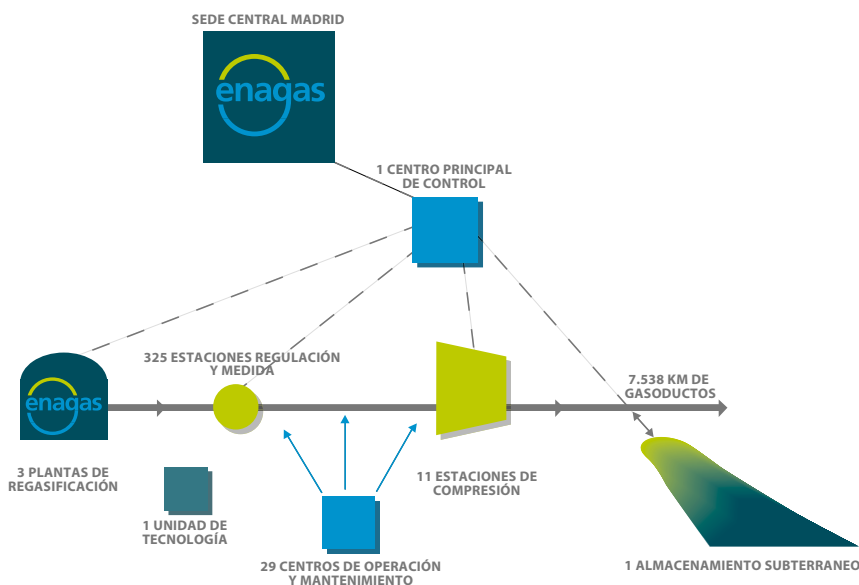 SEDE CENTRAL MADRID
enagas
1 CENTRO PRINCIPAL
DE CONTROL
325 ESTACIONES REGULACIÓN
Y MEDIDA
7.538 KM DE
GASODUCTOS
enagas
3 PLANTAS DE
REGASIFICACIÓN
11 ESTACIONES DE
COMPRESIÓN
1 UNIDAD DE
TECNOLOGÍA
29 CENTROS DE OPERACIÓN
Y MANTENIMIENTO
1 ALMACENAMIENTO SUBTERRANEO